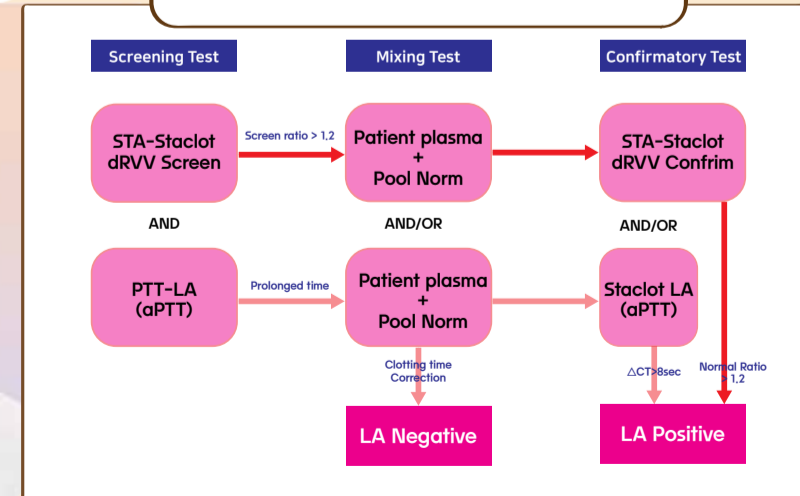 Screening Test
Mixing Test
Confirmatory Test
STA-Staclot
dRVV Screen
Screen ratio > 1,2
Patient plasma
+
Pool Norm
STA-Staclot
dRVV Confrim
AND
AND/OR
AND/OR
PTT-LA
(aPTT)
Prolonged time
Patient plasma
+
Pool Norm
Staclot LA
(aPTT)
Clotting time
Correction
△CT>8sec
Normal Ratio
> 1,2
LA Negative
LA Positive